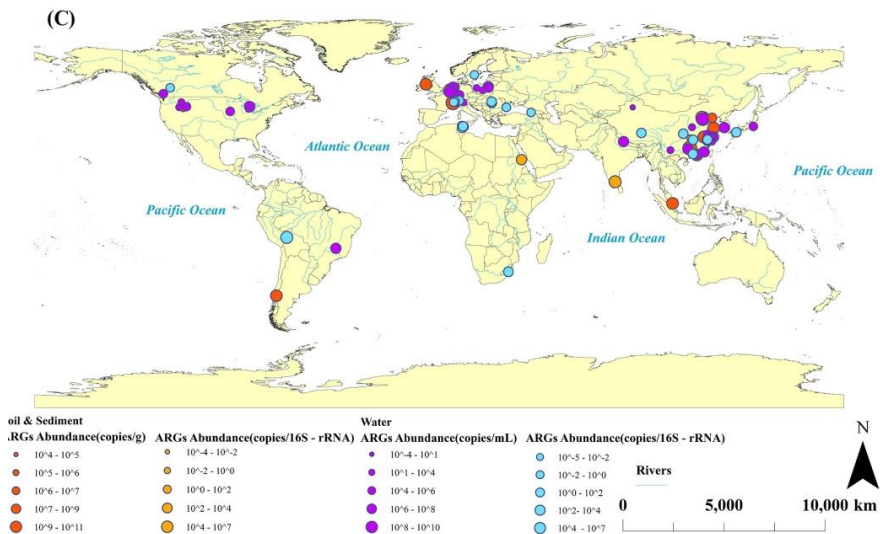 (C)
Atlantic Ocean
Pacific Ocean
Pacific Ocean
Indian Ocean
oil & Sediment
ARGs Abundance(copies/g)
10^4 - 10^5
10^5 - 10^6
10^6 - 10^7
10^7 - 10^9
10^9 - 10^11
ARGs Abundance(copies/16S - rRNA)
10^-4 - 10^-2
10^-2 - 10^0
10^0 - 10^2
10^2 - 10^4
10^4 - 10^7
Water
ARGs Abundance(copies/mL)
10^-4 - 10^1
10^1 - 10^4
10^4 - 10^6
10^6 - 10^8
10^8 - 10^10
ARGs Abundance(copies/16S - rRNA)
10^-5 - 10^-2
10^-2 - 10^0
10^0 - 10^2
10^2- 10^4
10^4 - 10^7
Rivers
N
0 5,000 10,000 km